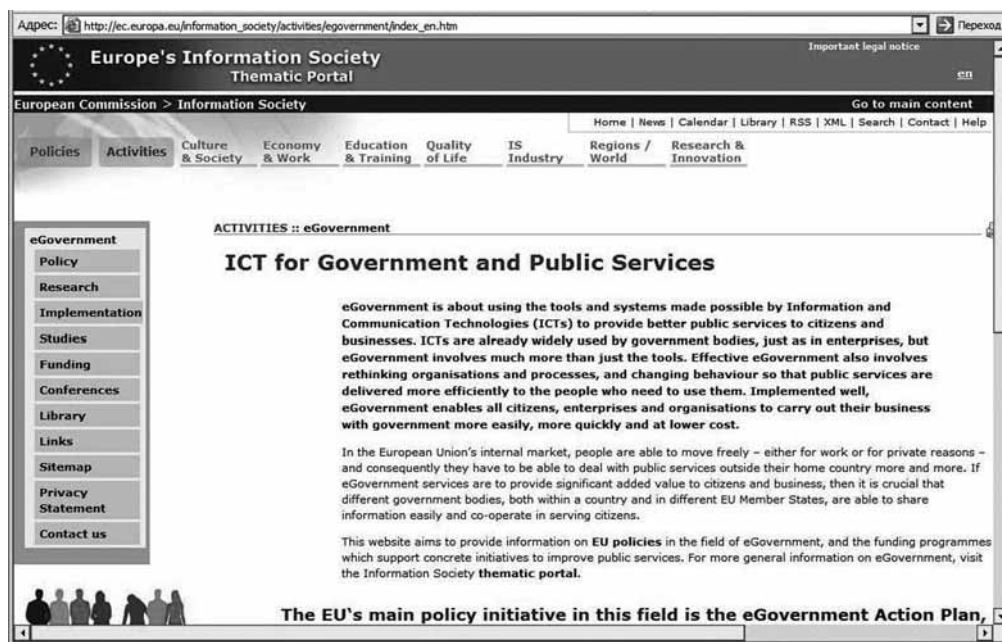 Адрес: http://ec.europa.eu/information_society/activities/egovernment/index_en.htm Переход
Important legal notice
Europe's Information Society
Thematic Portal
en
European Commission > Information Society Go to main content
Home | News | Calendar | Library | RSS | XML | Search | Contact | Help
Policies Activities Culture & Society Economy & Work Education & Training Quality of Life IS Industry Regions / World Research & Innovation
ACTIVITIES :: eGovernment
eGovernment
Policy
Research
Implementation
Studies
Funding
Conferences
Library
Links
Sitemap
Privacy
Statement
Contact us
ICT for Government and Public Services
eGovernment is about using the tools and systems made possible by Information and
Communication Technologies (ICTs) to provide better public services to citizens and
businesses. ICTs are already widely used by government bodies, just as in enterprises, but
eGovernment involves much more than just the tools. Effective eGovernment also involves
rethinking organisations and processes, and changing behaviour so that public services are
delivered more efficiently to the people who need to use them. Implemented well,
eGovernment enables all citizens, enterprises and organisations to carry out their business
with government more easily, more quickly and at lower cost.
In the European Union's internal market, people are able to move freely – either for work or for private reasons –
and consequently they have to be able to deal with public services outside their home country more and more. If
eGovernment services are to provide significant added value to citizens and business, then it is crucial that
different government bodies, both within a country and in different EU Member States, are able to share
information easily and co-operate in serving citizens.
This website aims to provide information on EU policies in the field of eGovernment, and the funding programmes
which support concrete initiatives to improve public services. For more general information on eGovernment, visit
the Information Society thematic portal.
The EU's main policy initiative in this field is the eGovernment Action Plan,